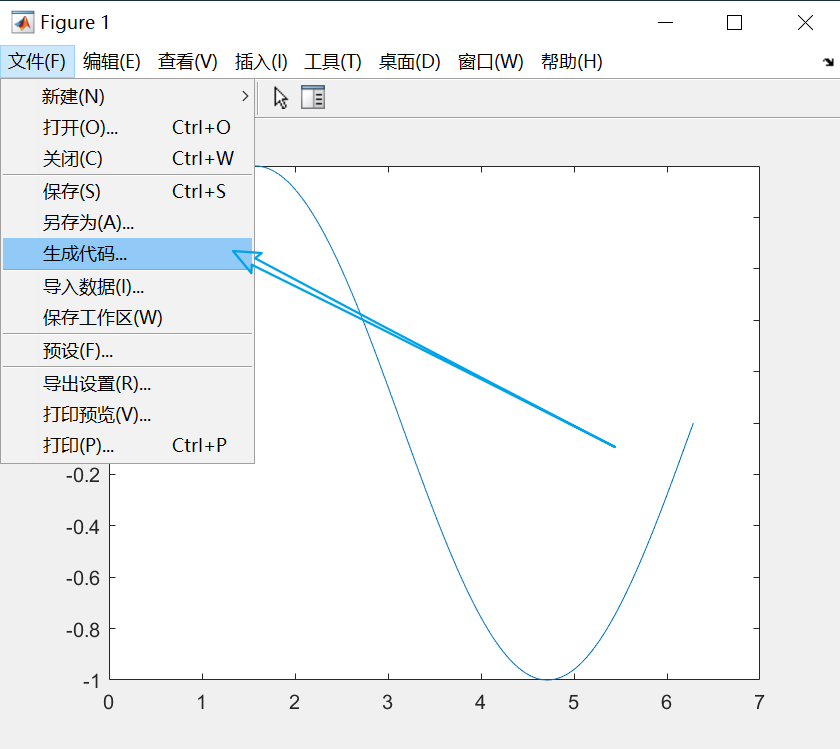 Figure 1
文件(F) 编辑(E) 查看(V) 插入(I) 工具(T) 桌面(D) 窗口(W) 帮助(H)
新建(N)
打开(O)... Ctrl+O
关闭(C) Ctrl+W
保存(S) Ctrl+S
另存为(A)...
生成代码...
导入数据(I)...
保存工作区(W)
预设(F)...
导出设置(R)...
打印预览(V)...
打印(P)... Ctrl+P
-0.2
-0.4
-0.6
-0.8
-1
0 1 2 3 4 5 6 7